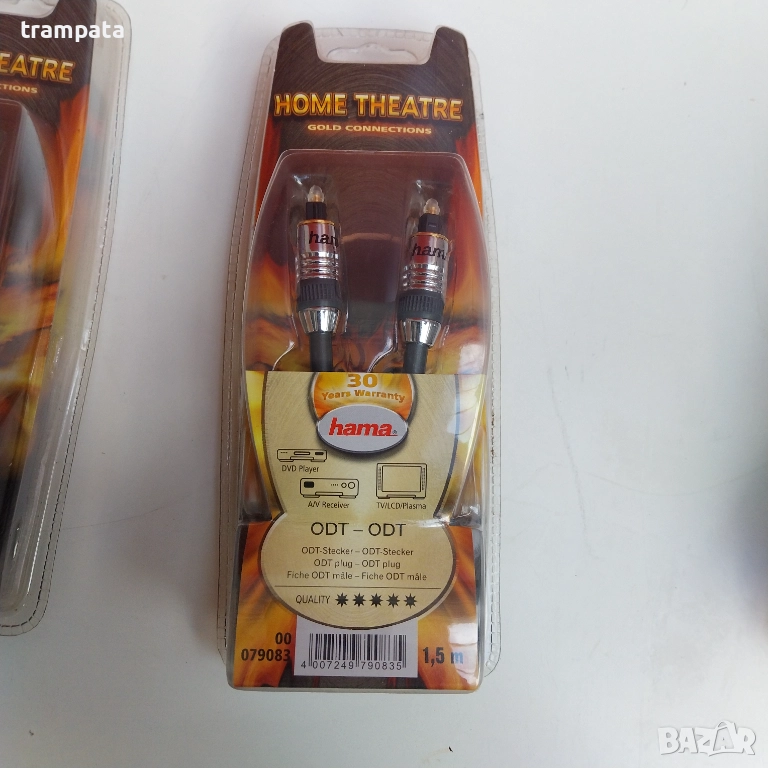 trampata
EATRE
CTIONS
HOME THEATRE
GOLD CONNECTIONS
hama
hama
30
Years Warranty
hama®
DVD Player
A/V Receiver
TV/LCD/Plasma
ODT – ODT
ODT-Stecker – ODT-Stecker
ODT plug – ODT plug
Fiche ODT mâle – Fiche ODT mâle
QUALITY ★★★★★
00
079083
4 007249 790835
1,5 m
BAZAR